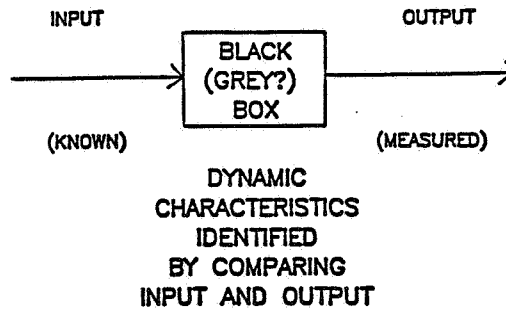 INPUT
OUTPUT
BLACK
(GREY?)
BOX
(KNOWN)
(MEASURED)
DYNAMIC
CHARACTERISTICS
IDENTIFIED
BY COMPARING
INPUT AND OUTPUT